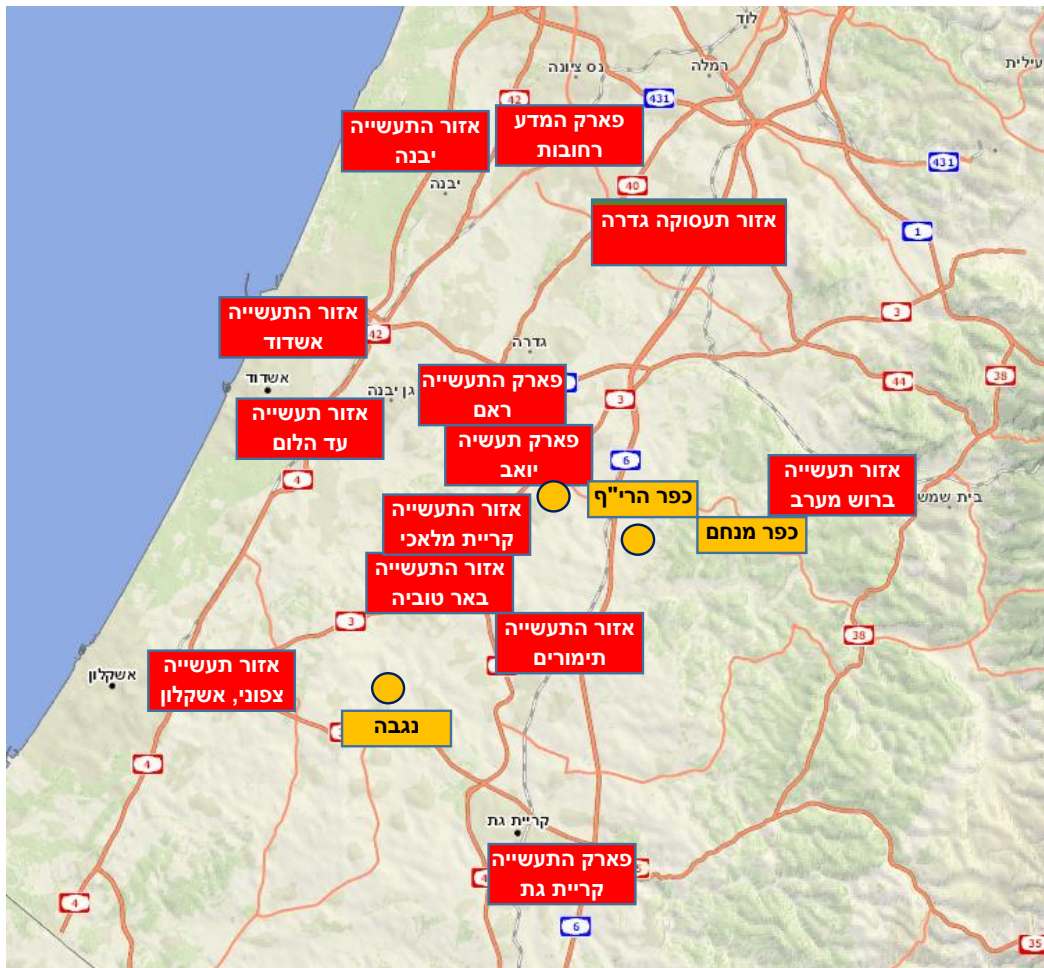 לוד
עילית
רמלה
נס ציונה
431
42
אזור התעשייה
יבנה
פארק המדע
רחובות
431
40
יבנה
אזור תעסוקה גדרה
1
אזור התעשייה
אשדוד
3
42
גדרה
אשדוד
גן יבנה
פארק התעשייה
ראם
44
38
3
אזור תעשייה
עד הלום
פארק תעשיה
יואב
6
4
אזור תעשייה
ברוש מערב
בית שמש
כפר הרי"ף
כפר מנחם
אזור התעשייה
קריית מלאכי
אזור התעשייה
באר טוביה
3
אזור התעשייה
תימורים
38
אשקלון
אזור תעשייה
צפוני, אשקלון
נגבה
4
קריית גת
פארק התעשייה
קריית גת
4
4
6
35